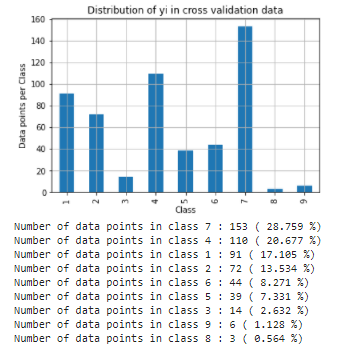 Distribution of yi in cross validation data
160
140
120
100
80
60
40
20
0
Data points per Class
1 2 3 4 5 6 7 8 9
Class
Number of data points in class 7 : 153 ( 28.759 %)
Number of data points in class 4 : 110 ( 20.677 %)
Number of data points in class 1 : 91 ( 17.105 %)
Number of data points in class 2 : 72 ( 13.534 %)
Number of data points in class 6 : 44 ( 8.271 %)
Number of data points in class 5 : 39 ( 7.331 %)
Number of data points in class 3 : 14 ( 2.632 %)
Number of data points in class 9 : 6 ( 1.128 %)
Number of data points in class 8 : 3 ( 0.564 %)